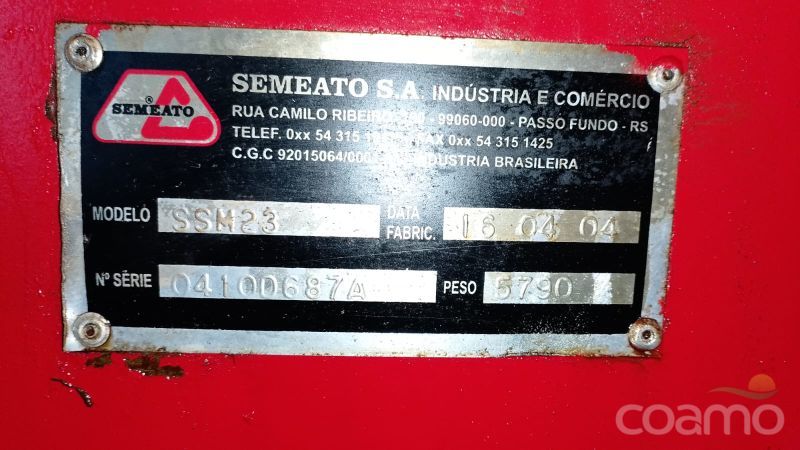 SEMEATO
®
SEMEATO S.A. INDÚSTRIA E COMÉRCIO
RUA CAMILO RIBEIRO - 99060-000 - PASSO FUNDO - RS
TELEF. 0xx 54 315 FAX 0xx 54 315 1425
C.G.C 92015064/000 INDUSTRIA BRASILEIRA
MODELO SSM23 DATA FABRIC. 16 04 04
Nº SÉRIE 04100687A PESO 5790
coamo